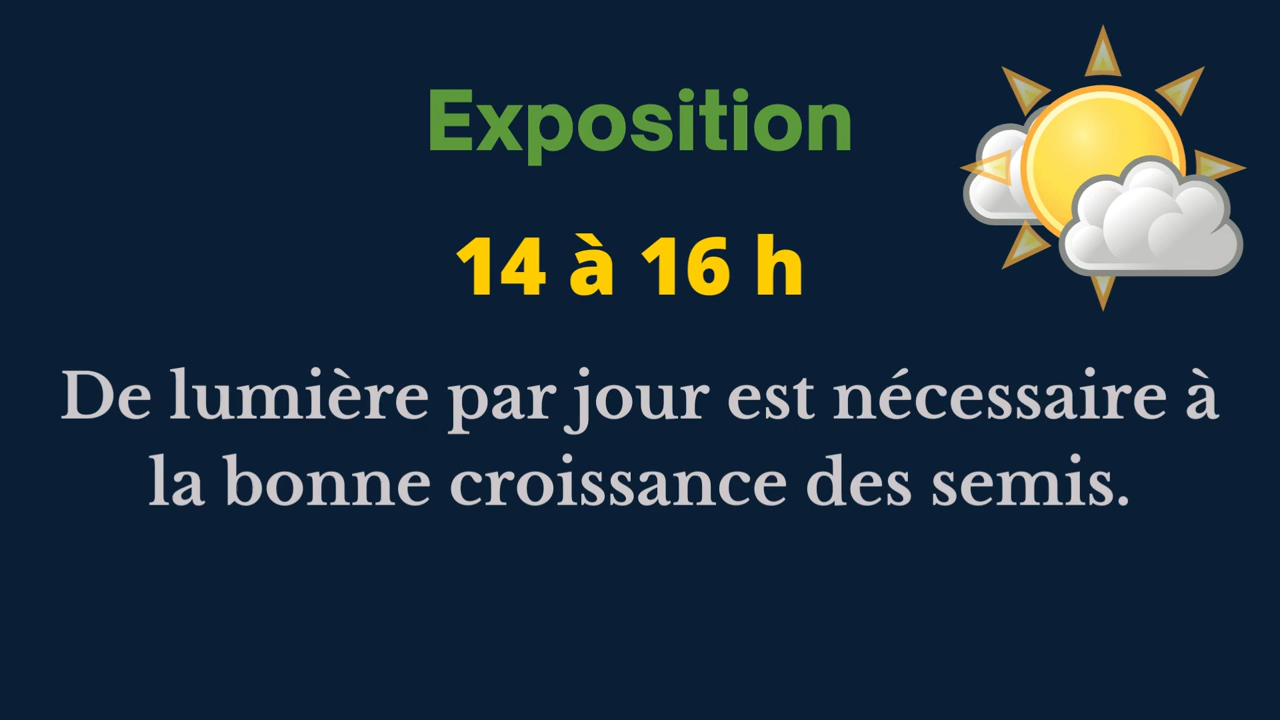 Exposition
14 à 16 h
De lumière par jour est nécessaire à
la bonne croissance des semis.